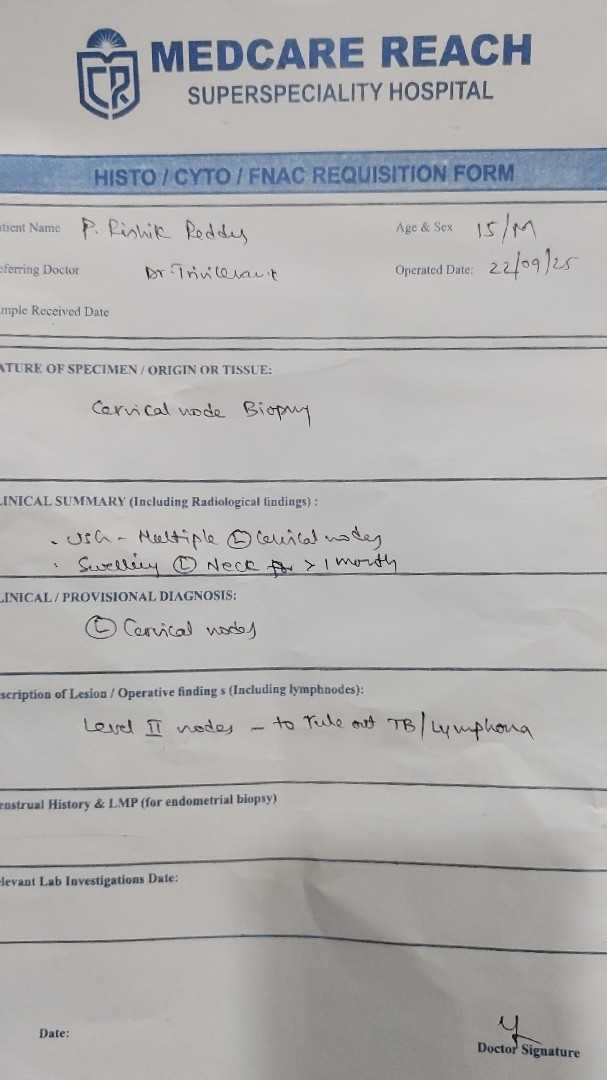 MEDCARE REACH
SUPERSPECIALITY HOSPITAL
HISTO / CYTO / FNAC REQUISITION FORM
tient Name P. Rishik Reddy Age & Sex 15/M
eferring Doctor Dr. Operated Date: 22/09/25
mple Received Date
ATURE OF SPECIMEN / ORIGIN OR TISSUE:
Cervical node Biopsy
LINICAL SUMMARY (Including Radiological findings) :
. USG - Multiple Ⓛ Cervical nodes
. Swelling Ⓛ Neck for > 1 month
LINICAL / PROVISIONAL DIAGNOSIS:
Ⓛ Cervical nodes
scription of Lesion / Operative finding s (Including lymphnodes):
Level II nodes - to rule out TB/Lymphoma
enstrual History & LMP (for endometrial biopsy)
levant Lab Investigations Date:
Date:
Doctor Signature